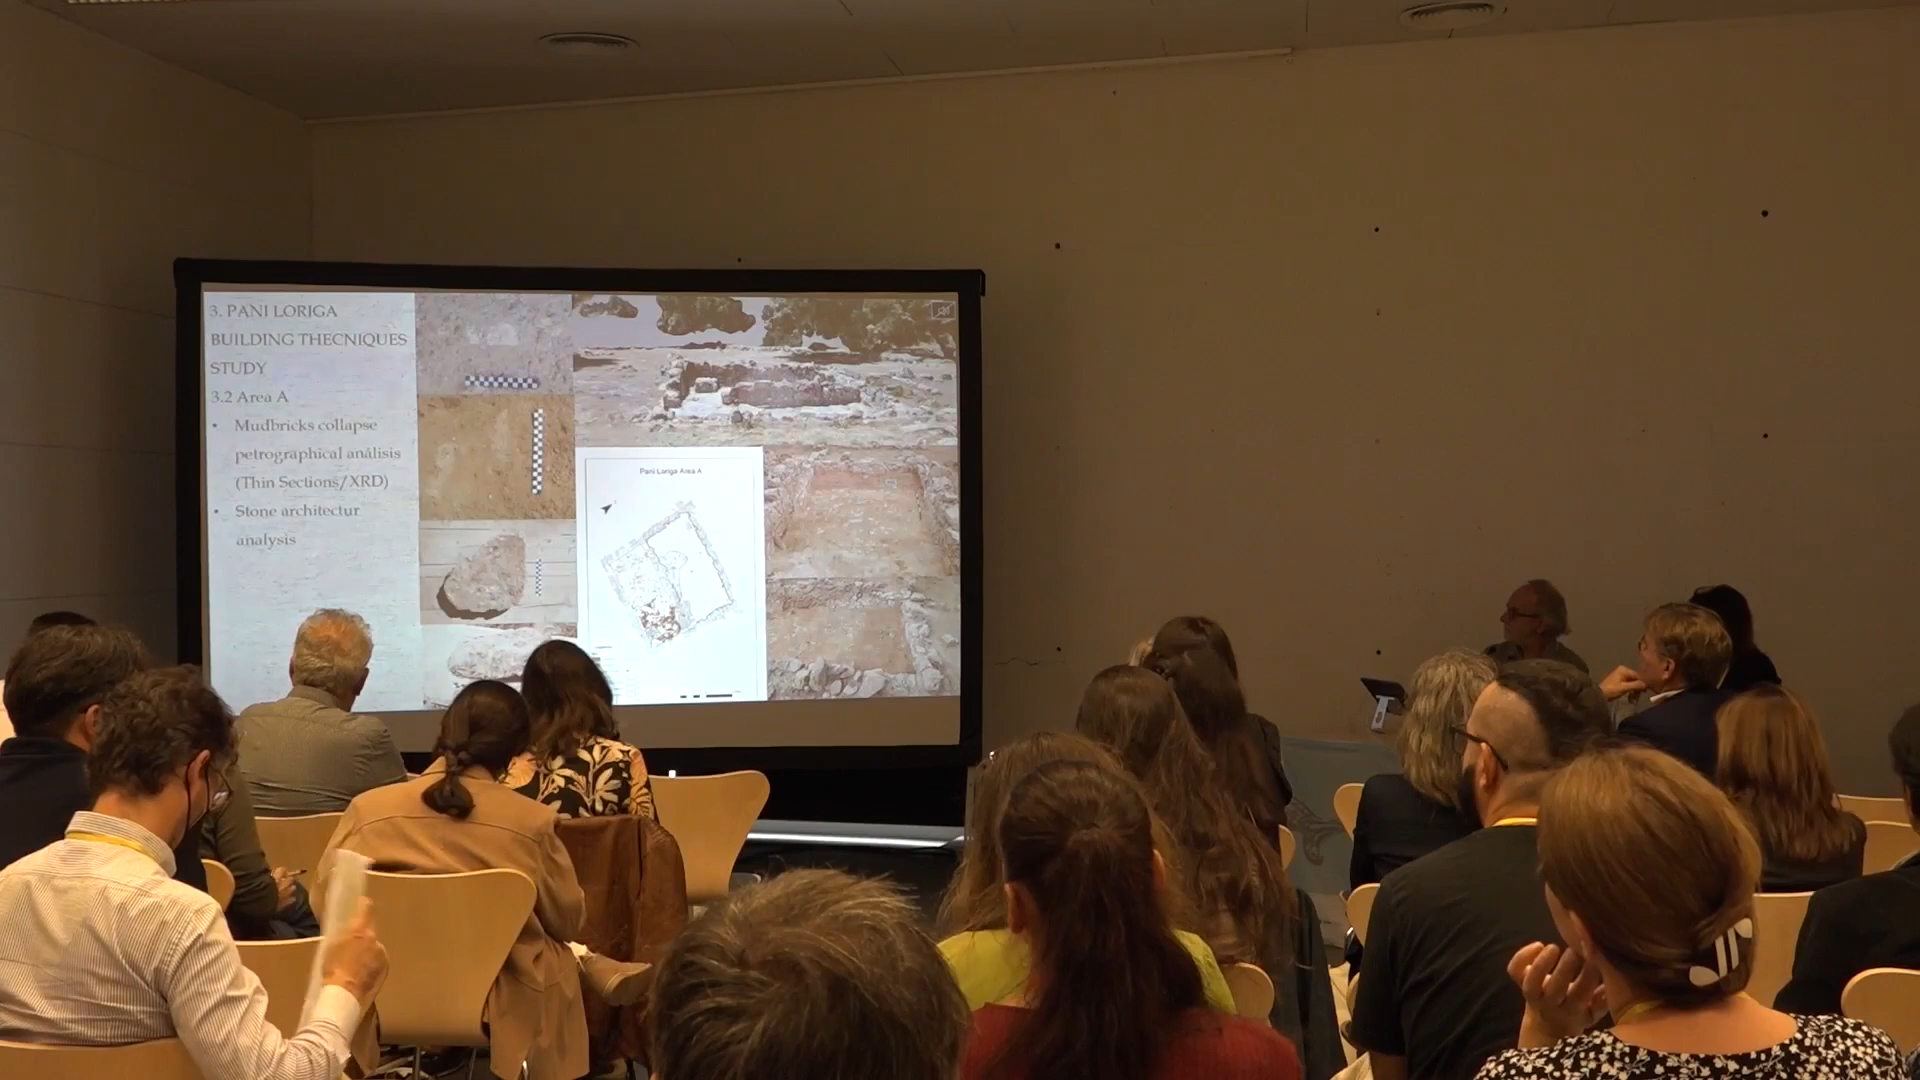 3. PANI LORIGA
BUILDING THECNIQUES
STUDY
3.2 Area A
• Mudbricks collapse
petrographical análisis
(Thin Sections/XRD)
• Stone architectur
analysis
Pani Loriga Area A